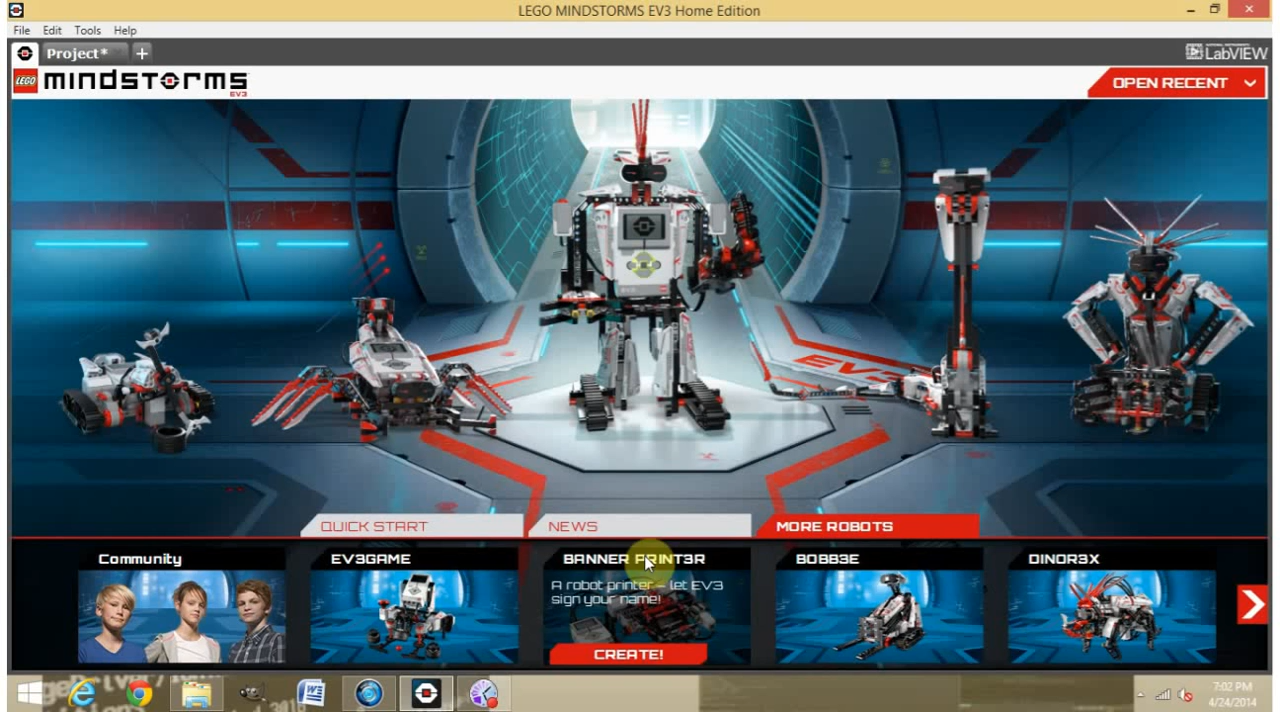 LEGO MINDSTORMS EV3 Home Edition
File Edit Tools Help
Project* +
LabVIEW
LEGO mindstorms
EV3
OPEN RECENT
EV3
QUICK START NEWS MORE ROBOTS
Community EV3GAME BANNER PRINT3R BOBB3E DINOR3X
A robot printer – let EV3
sign your name!
CREATE!
7:02 PM
4/24/2014